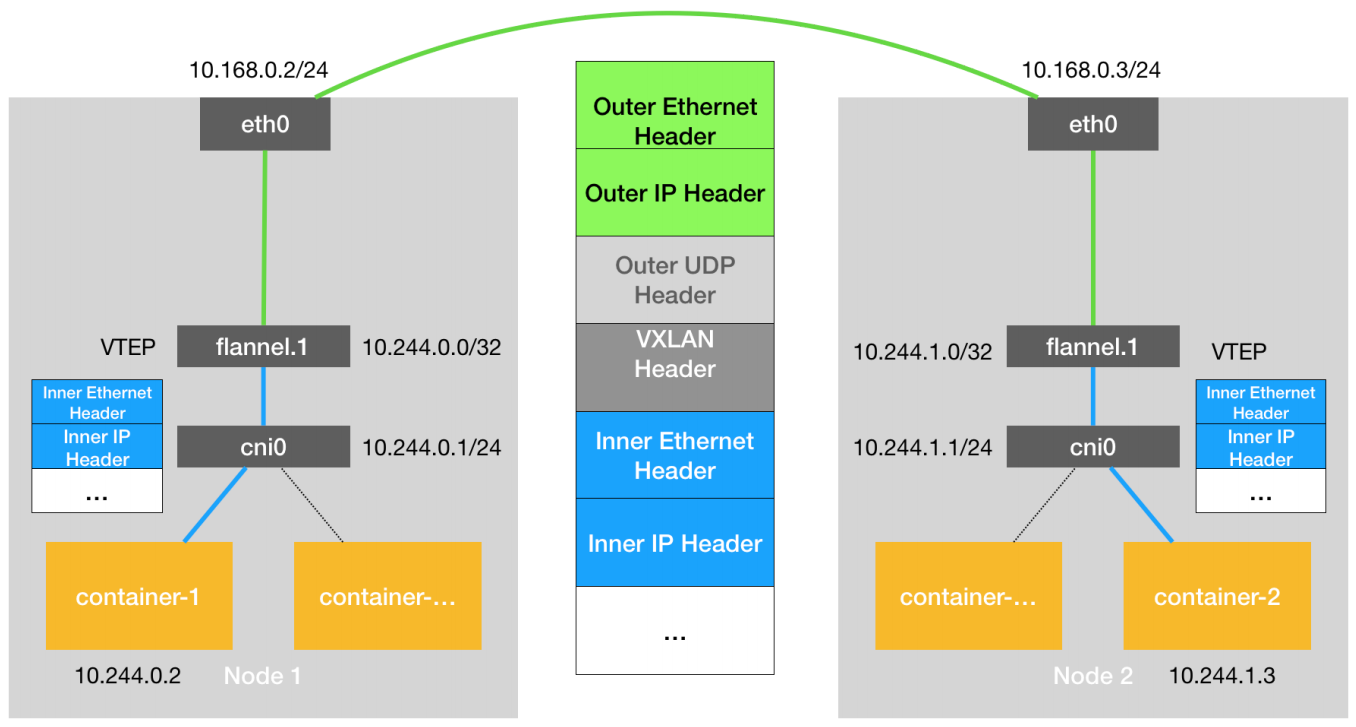 10.168.0.2/24
eth0
VTEP
flannel.1
10.244.0.0/32
Inner Ethernet
Header
Inner IP
Header
...
cni0
10.244.0.1/24
container-1
container-...
10.244.0.2
Node 1
Outer Ethernet
Header
Outer IP Header
Outer UDP
Header
VXLAN
Header
Inner Ethernet
Header
Inner IP Header
...
10.168.0.3/24
eth0
10.244.1.0/32
flannel.1
VTEP
10.244.1.1/24
cni0
Inner Ethernet
Header
Inner IP
Header
...
container-...
container-2
Node 2
10.244.1.3